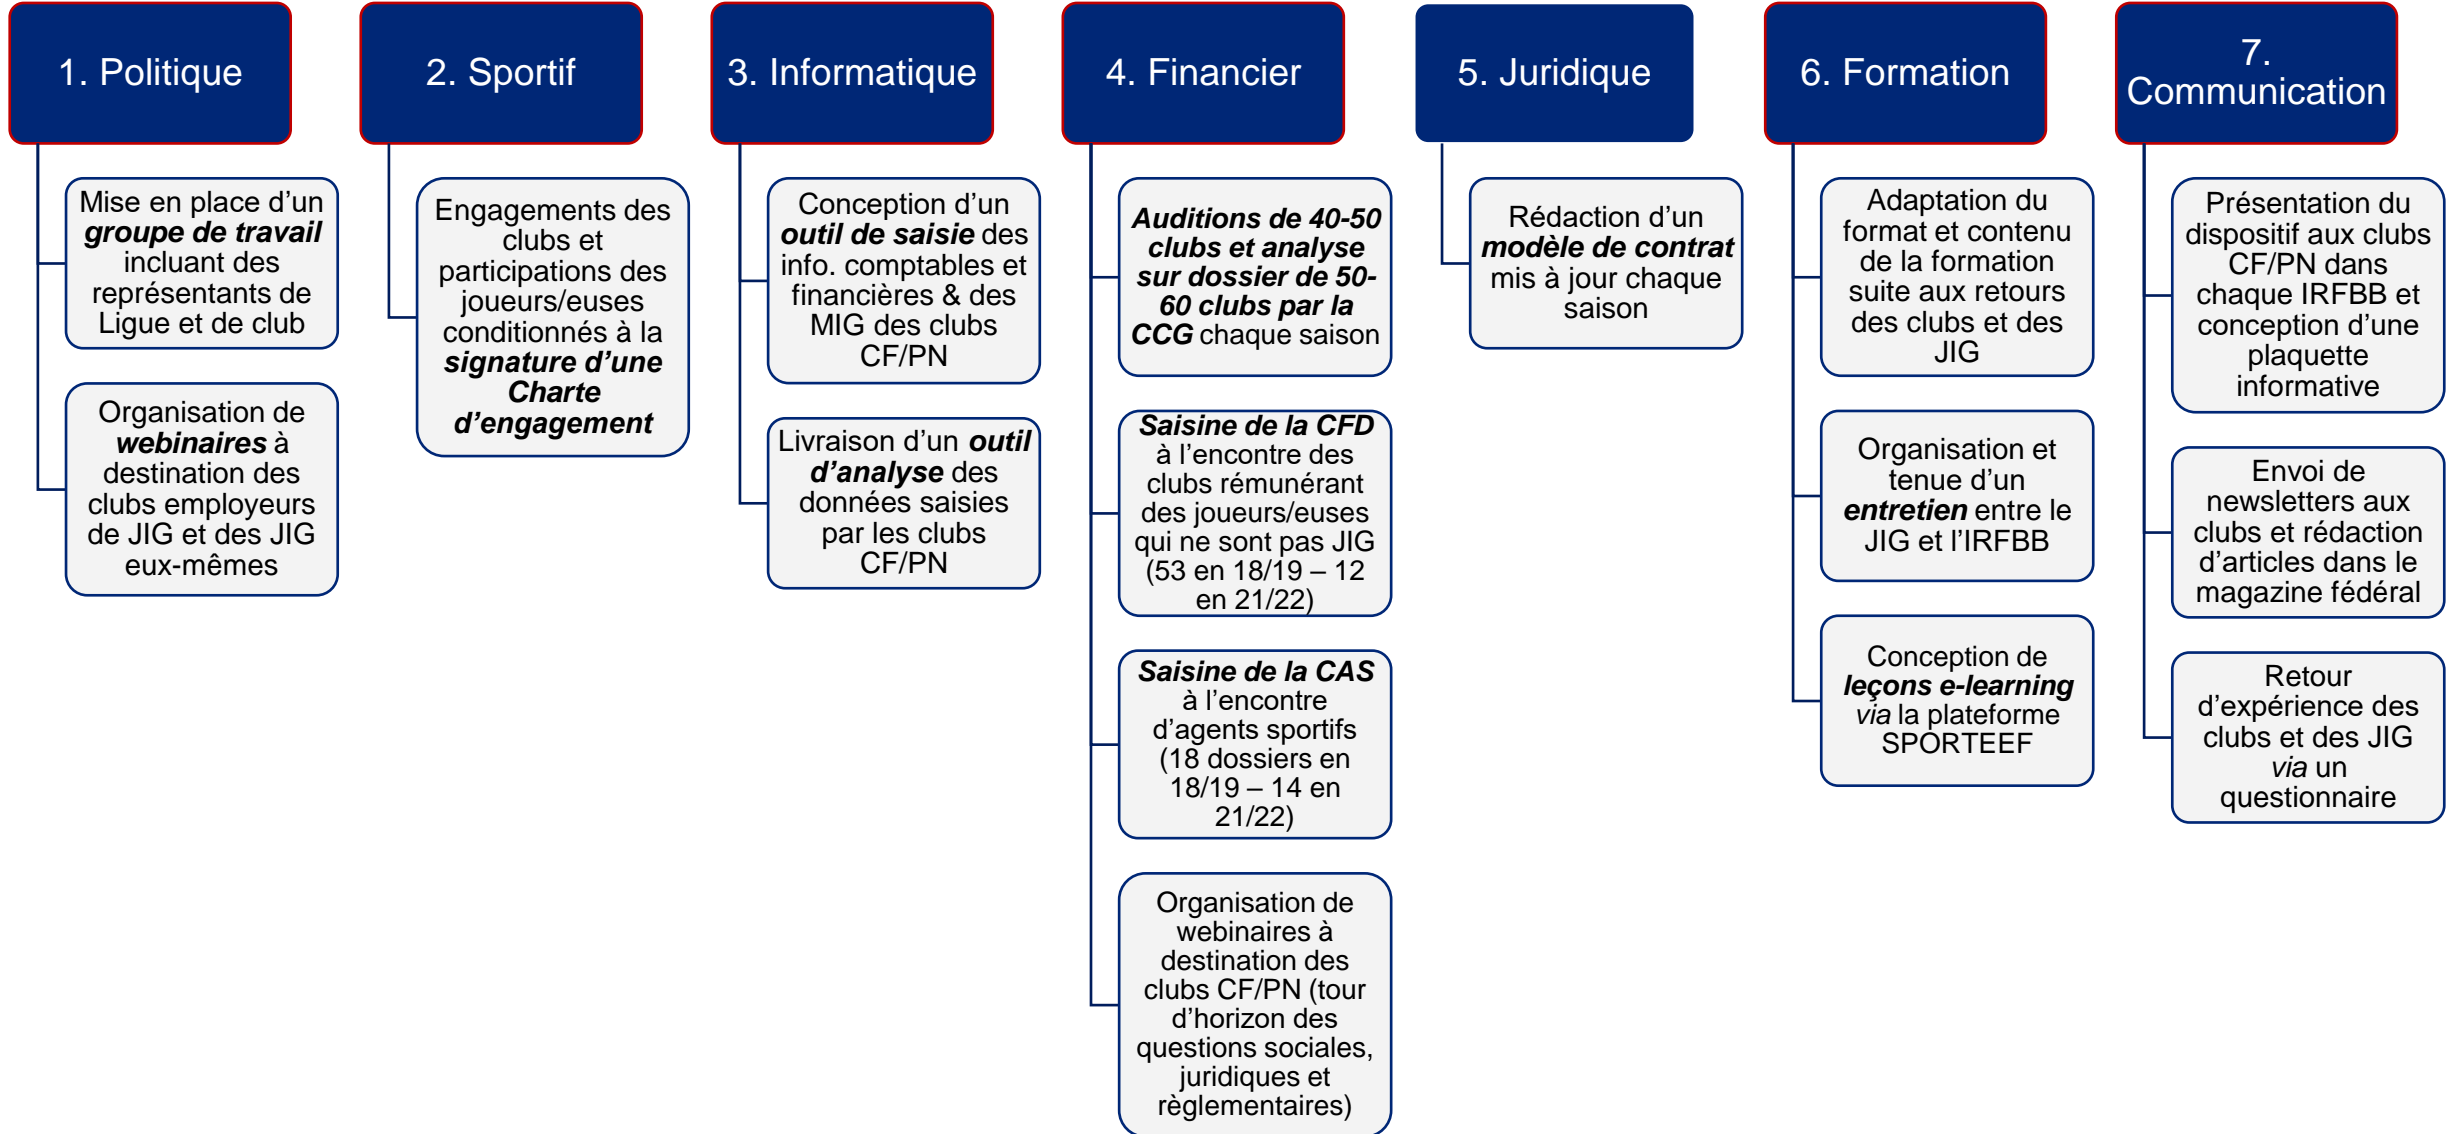 1. Politique
Mise en place d’un
groupe de travail
incluant des
représentants de
Ligue et de club
Organisation de
webinaires à
destination des
clubs employeurs
de JIG et des JIG
eux-mêmes
2. Sportif
Engagements des
clubs et
participations des
joueurs/euses
conditionnés à la
signature d’une
Charte
d’engagement
3. Informatique
Conception d’un
outil de saisie des
info. comptables et
financières & des
MIG des clubs
CF/PN
Livraison d’un outil
d’analyse des
données saisies
par les clubs
CF/PN
4. Financier
Auditions de 40-50
clubs et analyse
sur dossier de 50-
60 clubs par la
CCG chaque saison
Saisine de la CFD
à l’encontre des
clubs rémunérant
des joueurs/euses
qui ne sont pas JIG
(53 en 18/19 – 12
en 21/22)
Saisine de la CAS
à l’encontre
d’agents sportifs
(18 dossiers en
18/19 – 14 en
21/22)
Organisation de
webinaires à
destination des
clubs CF/PN (tour
d’horizon des
questions sociales,
juridiques et
règlementaires)
5. Juridique
Rédaction d’un
modèle de contrat
mis à jour chaque
saison
6. Formation
Adaptation du
format et contenu
de la formation
suite aux retours
des clubs et des
JIG
Organisation et
tenue d’un
entretien entre le
JIG et l’IRFBB
Conception de
leçons e-learning
via la plateforme
SPORTEEF
7.
Communication
Présentation du
dispositif aux clubs
CF/PN dans
chaque IRFBB et
conception d’une
plaquette
informative
Envoi de
newsletters aux
clubs et rédaction
d’articles dans le
magazine fédéral
Retour
d’expérience des
clubs et des JIG
via un
questionnaire